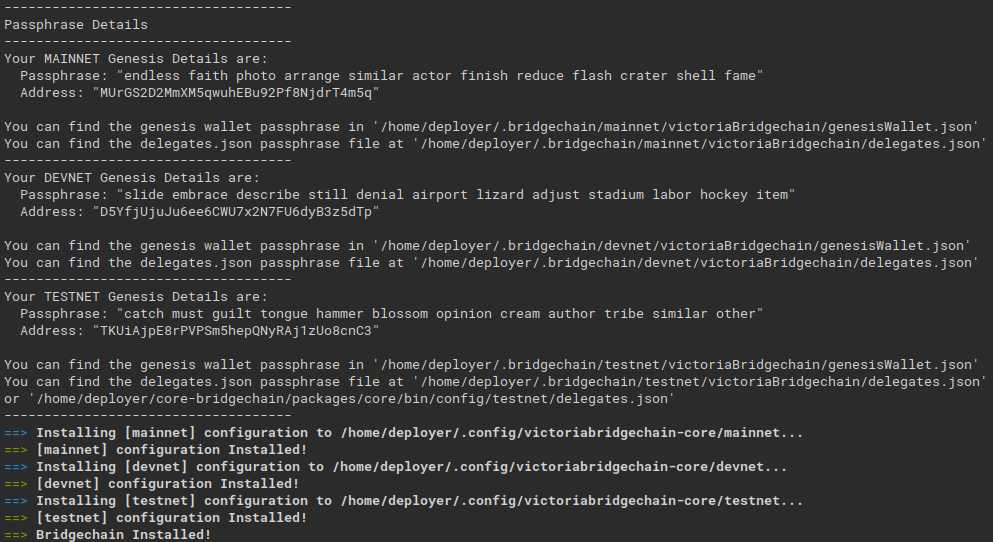 ------------------------------------
Passphrase Details
------------------------------------
Your MAINNET Genesis Details are:
  Passphrase: "endless faith photo arrange similar actor finish reduce flash crater shell fame"
  Address: "MUrGS2D2MmXM5qwuhEBu92Pf8NjdrT4m5q"

You can find the genesis wallet passphrase in '/home/deployer/.bridgechain/mainnet/victoriaBridgechain/genesisWallet.json'
You can find the delegates.json passphrase file at '/home/deployer/.bridgechain/mainnet/victoriaBridgechain/delegates.json'
------------------------------------
Your DEVNET Genesis Details are:
  Passphrase: "slide embrace describe still denial airport lizard adjust stadium labor hockey item"
  Address: "D5YfjUjuJu6ee6CWU7x2N7FU6dyB3z5dTp"

You can find the genesis wallet passphrase in '/home/deployer/.bridgechain/devnet/victoriaBridgechain/genesisWallet.json'
You can find the delegates.json passphrase file at '/home/deployer/.bridgechain/devnet/victoriaBridgechain/delegates.json'
------------------------------------
Your TESTNET Genesis Details are:
  Passphrase: "catch must guilt tongue hammer blossom opinion cream author tribe similar other"
  Address: "TKUiAjpE8rPVPSm5hepQNyRAj1zUo8cnC3"

You can find the genesis wallet passphrase in '/home/deployer/.bridgechain/testnet/victoriaBridgechain/genesisWallet.json'
You can find the delegates.json passphrase file at '/home/deployer/.bridgechain/testnet/victoriaBridgechain/delegates.json'
or '/home/deployer/core-bridgechain/packages/core/bin/config/testnet/delegates.json'
------------------------------------
==> Installing [mainnet] configuration to /home/deployer/.config/victoriabridgechain-core/mainnet...
==> [mainnet] configuration Installed!
==> Installing [devnet] configuration to /home/deployer/.config/victoriabridgechain-core/devnet...
==> [devnet] configuration Installed!
==> Installing [testnet] configuration to /home/deployer/.config/victoriabridgechain-core/testnet...
==> [testnet] configuration Installed!
==> Bridgechain Installed!